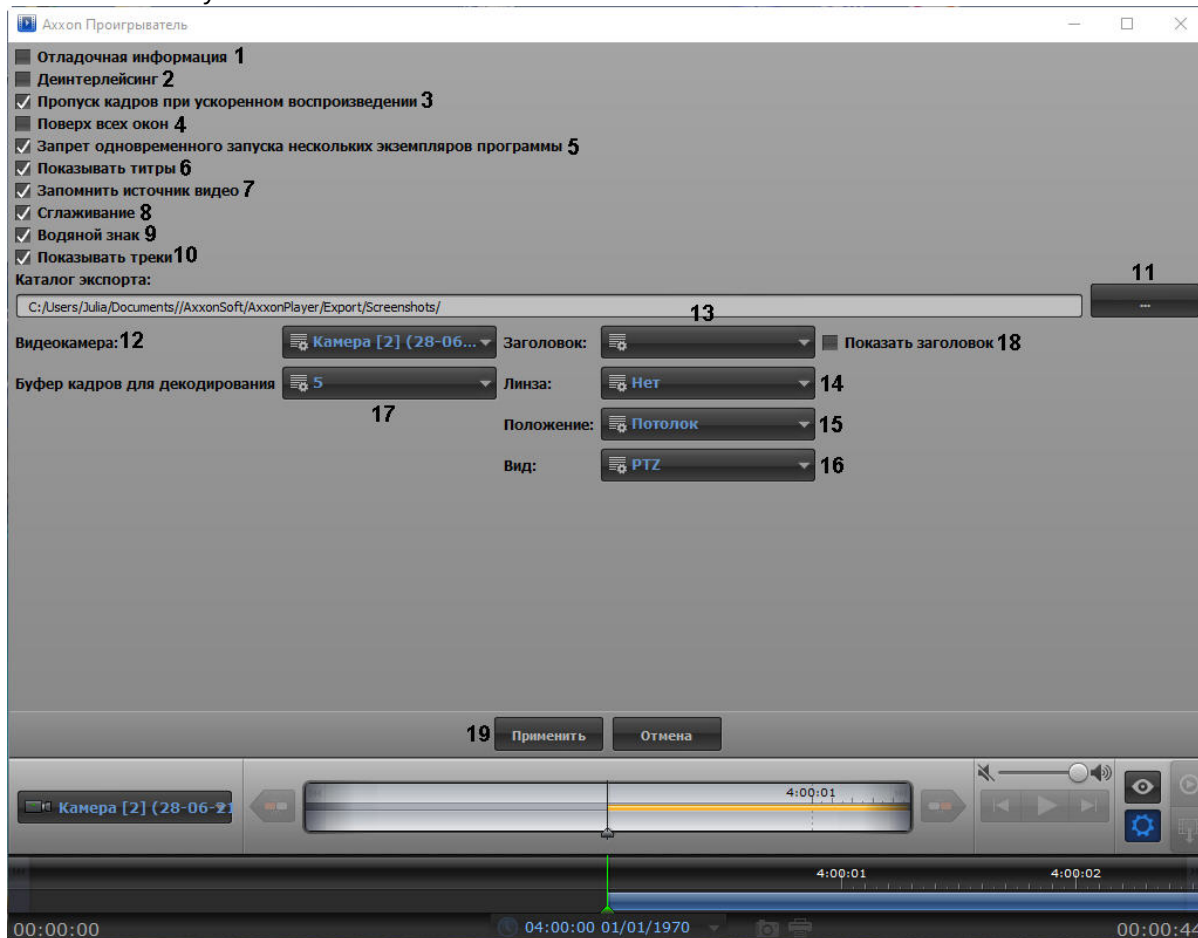 Axxon Проигрыватель
Отладочная информация 1
Деинтерлейсинг 2
Пропуск кадров при ускоренном воспроизведении 3
Поверх всех окон 4
Запрет одновременного запуска нескольких экземпляров программы 5
Показывать титры 6
Запомнить источник видео 7
Сглаживание 8
Водяной знак 9
Показывать треки 10
Каталог экспорта: 11
C:/Users/Julia/Documents//AxxonSoft/AxxonPlayer/Export/Screenshots/ ...
13
Видеокамера: 12 Камера [2] (28-06... Заголовок: Показать заголовок 18
Буфер кадров для декодирования 5 Линза: Нет 14
17
Положение: Потолок 15
Вид: PTZ 16
19 Применить Отмена
Камера [2] (28-06-21 4:00:01
4:00:01 4:00:02
00:00:00 04:00:00 01/01/1970 00:00:44